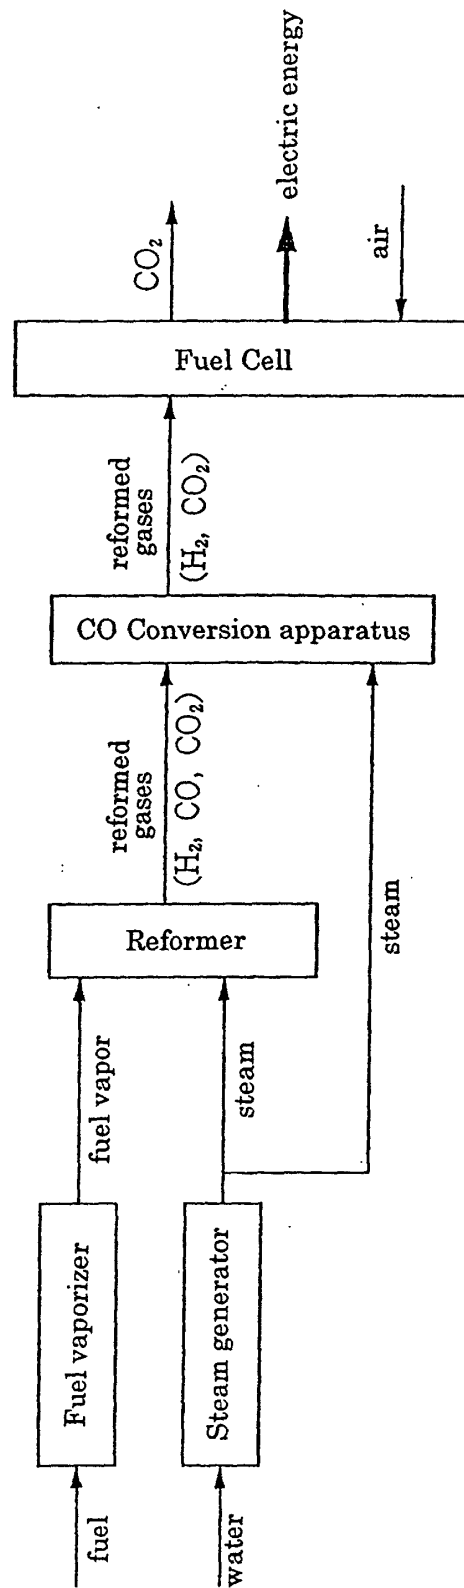 fuel
Fuel vaporizer
fuel vapor
water
Steam generator
steam
steam
Reformer
reformed
gases
(H₂, CO, CO₂)
CO Conversion apparatus
reformed
gases
(H₂, CO₂)
Fuel Cell
CO₂
electric energy
air